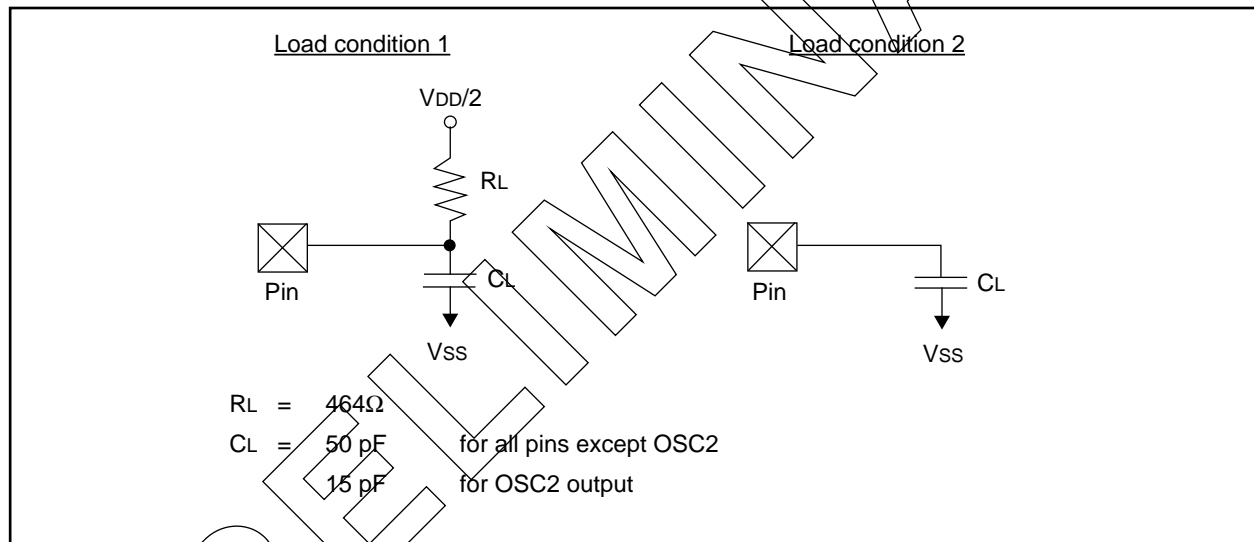 Load condition 1
Load condition 2
VDD/2
RL
CL
Pin
VSS
Pin
CL
VSS
RL = 464Ω
CL = 50 pF for all pins except OSC2
15 pF for OSC2 output